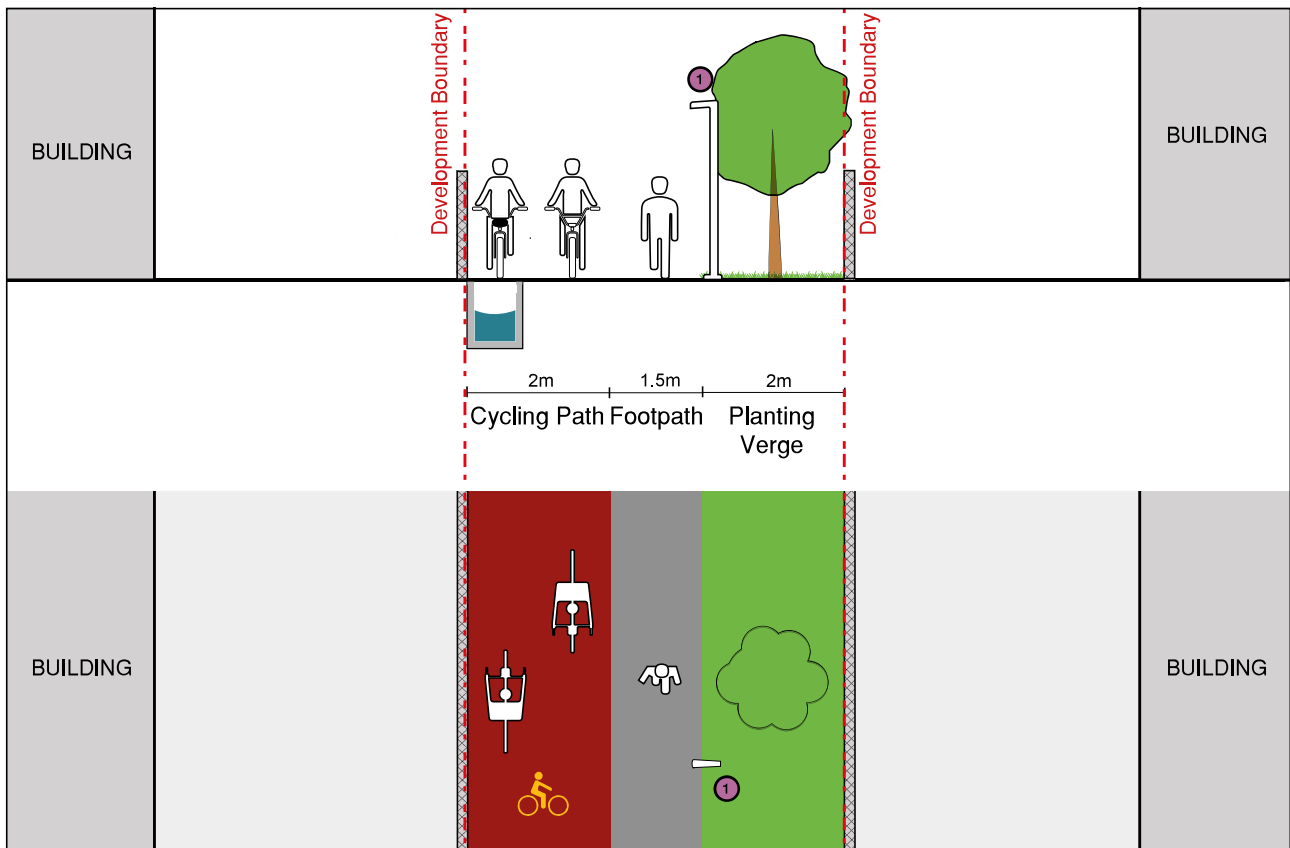 Development Boundary
Development Boundary
1
BUILDING
BUILDING
2m
1.5m
2m
Cycling Path
Footpath
Planting
Verge
BUILDING
BUILDING
1